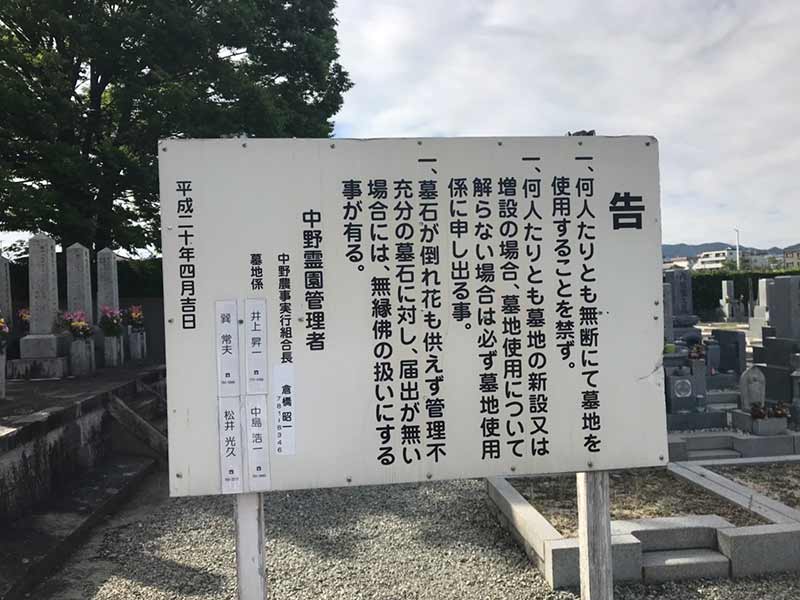 告
一、何人たりとも無断にて墓地を
使用することを禁ず。
一、何人たりとも墓地の新設又は
増設の場合、墓地使用について
解らない場合は必ず墓地使用
係に申し出る事。
一、墓石が倒れ花も供えず管理不
充分の墓石に対し、届出が無い
場合には、無縁佛の扱いにする
事が有る。
中野霊園管理者
中野農事実行組合長 倉橋 昭一
781-8346
墓地係
井上 昇一
中島 浩一
巽 常夫
松井 光久
平成二十年四月吉日